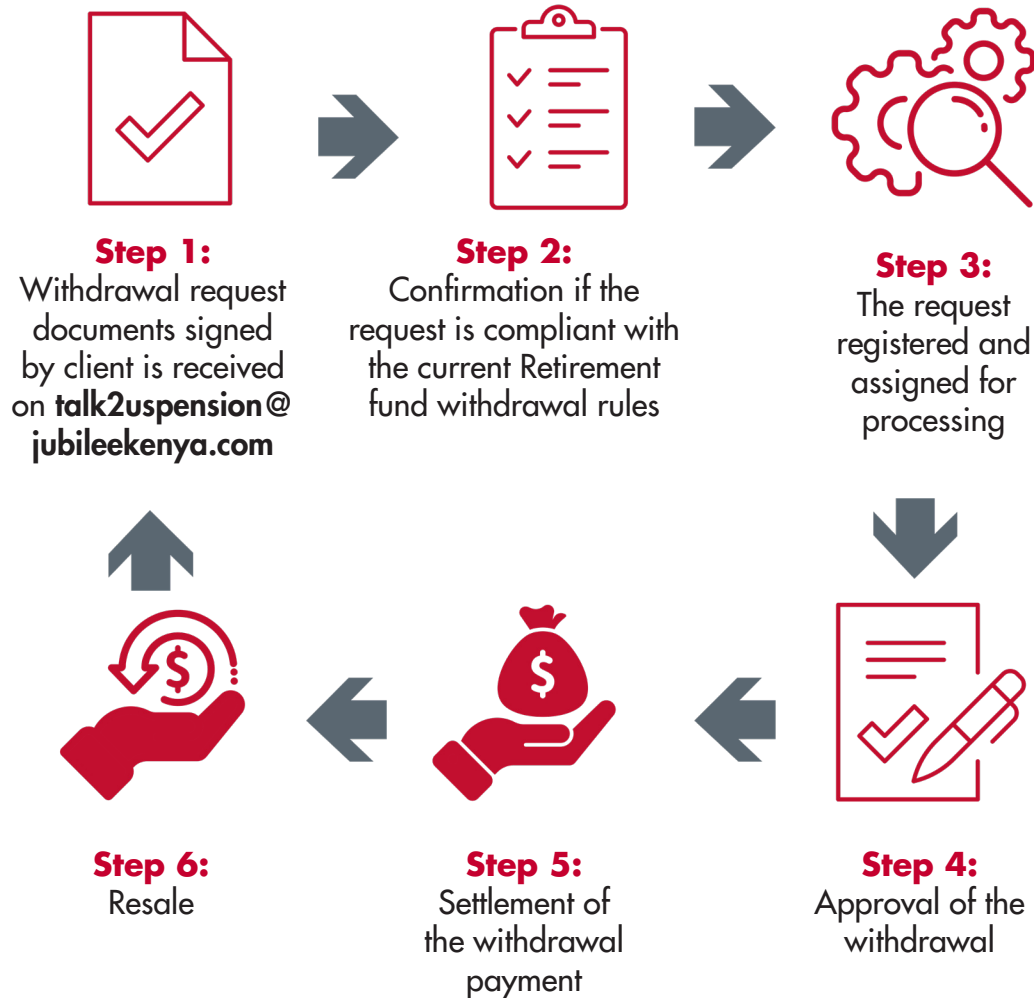 Step 1:
Withdrawal request
documents signed
by client is received
on talk2uspension@
jubileekenya.com
Step 2:
Confirmation if the
request is compliant with
the current Retirement
fund withdrawal rules
Step 3:
The request
registered and
assigned for
processing
$
$
Step 4:
Approval of the
withdrawal
Step 5:
Settlement of
the withdrawal
payment
Step 6:
Resale